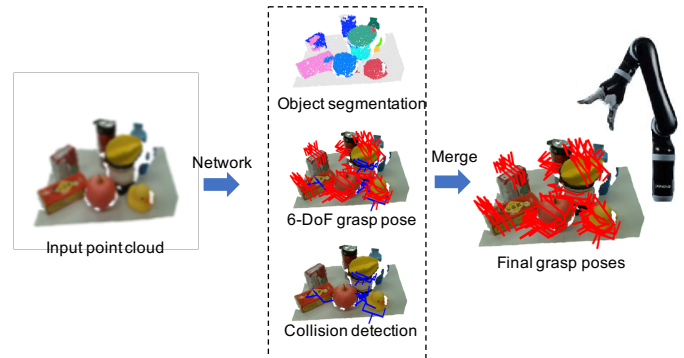 Input point cloud
Network
Object segmentation
6-DoF grasp pose
Collision detection
Merge
Final grasp poses